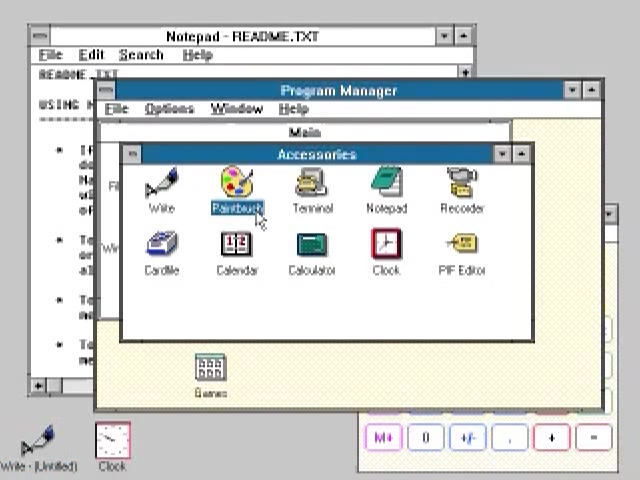 Notepad - README.TXT
File Edit Search Help
README.TXT
USING
Program Manager
File Options Window Help
Main
Accessories
Write Paintbrush Terminal Notepad Recorder
Cardfile Calendar Calculator Clock PIF Editor
Games
M+ 0 +/- , + =
Write - (Untitled) Clock